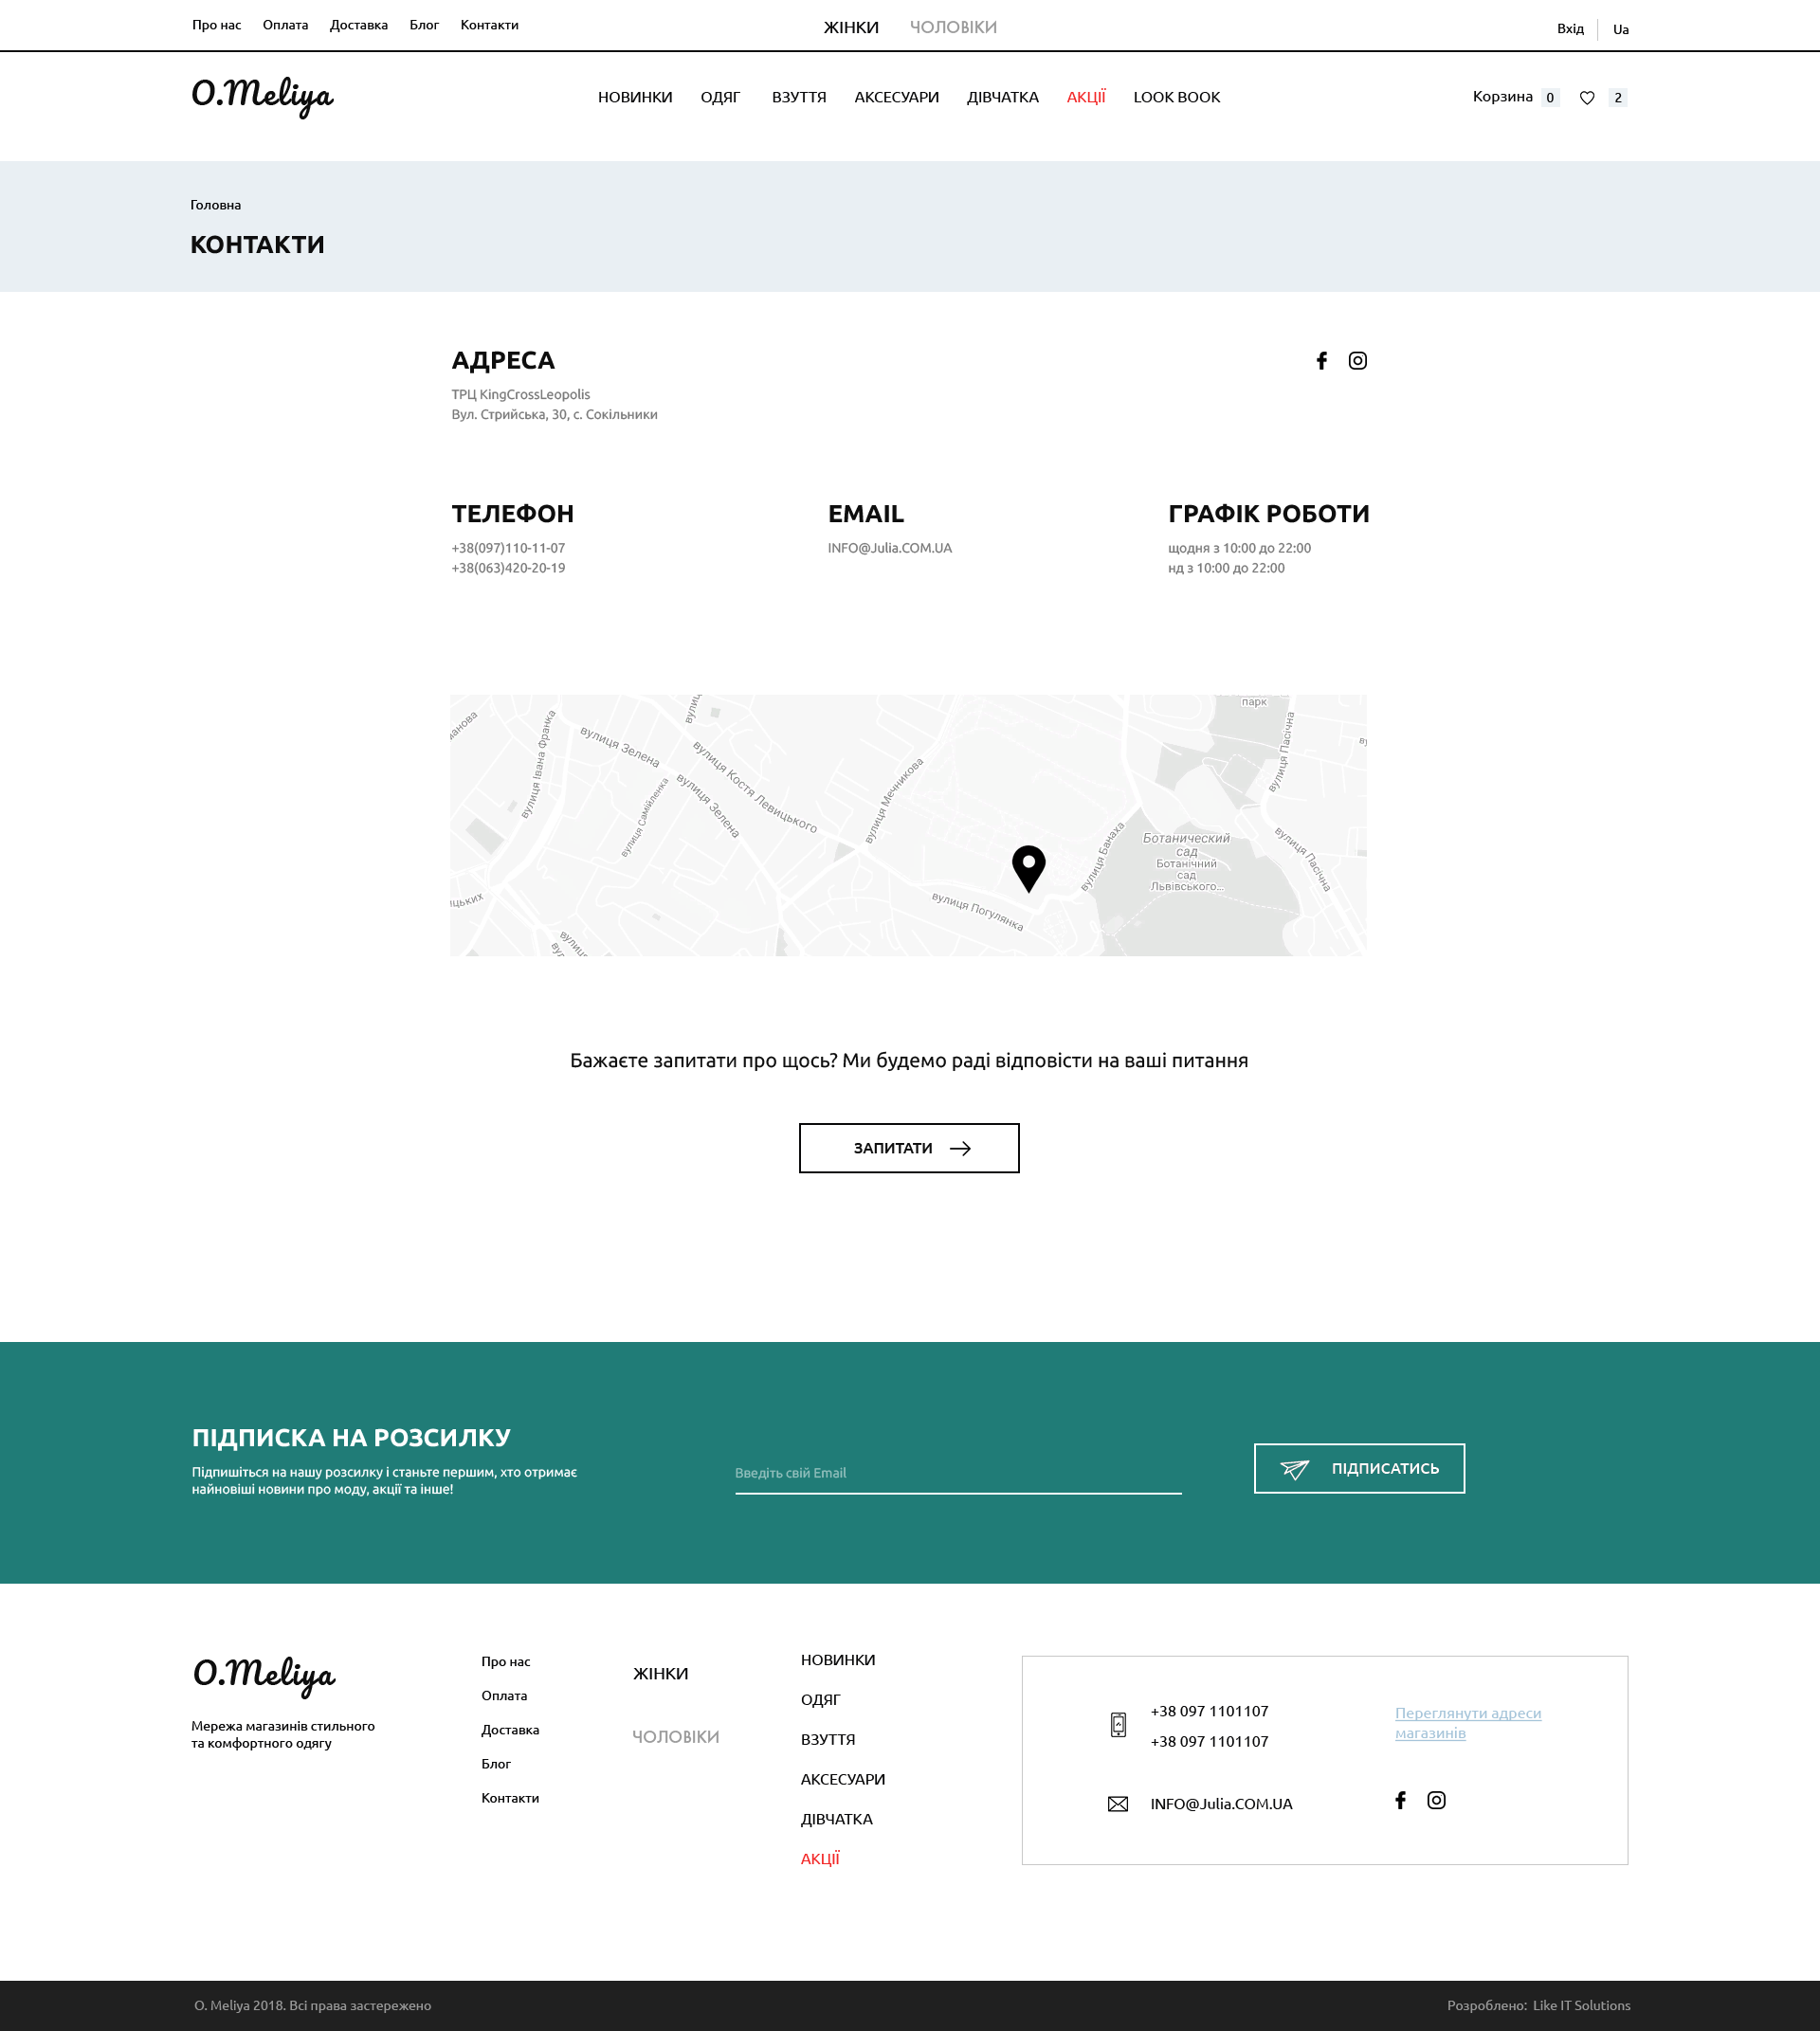 Про нас Оплата Доставка Блог Контакти ЖІНКИ ЧОЛОВІКИ Вхід Ua
O.Meliya НОВИНКИ ОДЯГ ВЗУТТЯ АКСЕСУАРИ ДІВЧАТКА АКЦІЇ LOOK BOOK Корзина 0 2
Головна
КОНТАКТИ
АДРЕСА
ТРЦ KingCrossLeopolis
Вул. Стрийська, 30, с. Сокільники
ТЕЛЕФОН
+38(097)110-11-07
+38(063)420-20-19
EMAIL
INFO@Julia.COM.UA
ГРАФІК РОБОТИ
щодня з 10:00 до 22:00
нд з 10:00 до 22:00
парк
вулиця Івана Франка
вулиця Зелена
вулиця Костя Левицького
вулиця Самійленка
вулиця Зелена
вулиця Мечникова
вулиця Погулянка
вулиця Банаха
Ботанический
сад
Ботанічний
сад
Львівського...
вулиця Пасічна
вулиця Пасічна
Бажаєте запитати про щось? Ми будемо раді відповісти на ваші питання
ЗАПИТАТИ
ПІДПИСКА НА РОЗСИЛКУ
Підпишіться на нашу розсилку і станьте першим, хто отримає
найновіші новини про моду, акції та інше!
Введіть свій Email
ПІДПИСАТИСЬ
O.Meliya
Мережа магазинів стильного
та комфортного одягу
Про нас
Оплата
Доставка
Блог
Контакти
ЖІНКИ
ЧОЛОВІКИ
НОВИНКИ
ОДЯГ
ВЗУТТЯ
АКСЕСУАРИ
ДІВЧАТКА
АКЦІЇ
+38 097 1101107
+38 097 1101107
INFO@Julia.COM.UA
Переглянути адреси
магазинів
O. Meliya 2018. Всі права застережено
Розроблено: Like IT Solutions